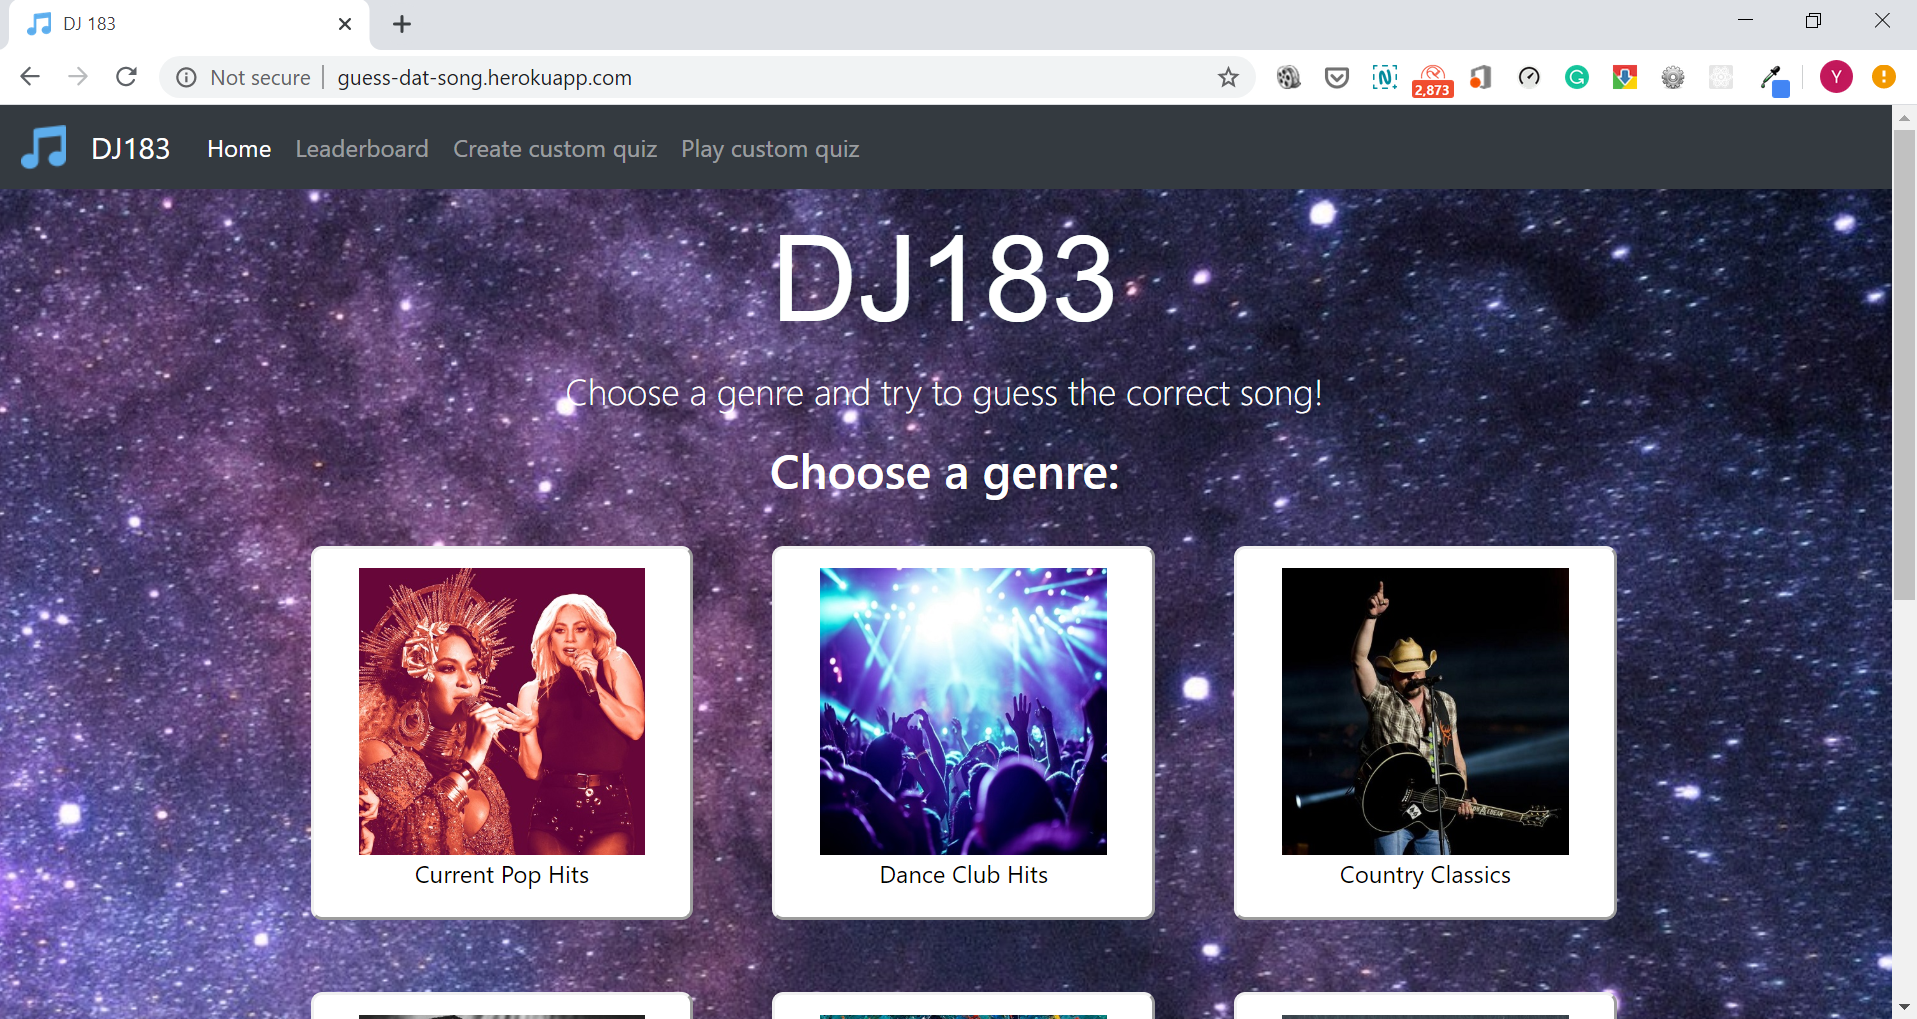 DJ 183
Not secure
guess-dat-song.herokuapp.com
2,873
Y
DJ183
Home
Leaderboard
Create custom quiz
Play custom quiz
DJ183
Choose a genre and try to guess the correct song!
Choose a genre:
Current Pop Hits
Dance Club Hits
Country Classics